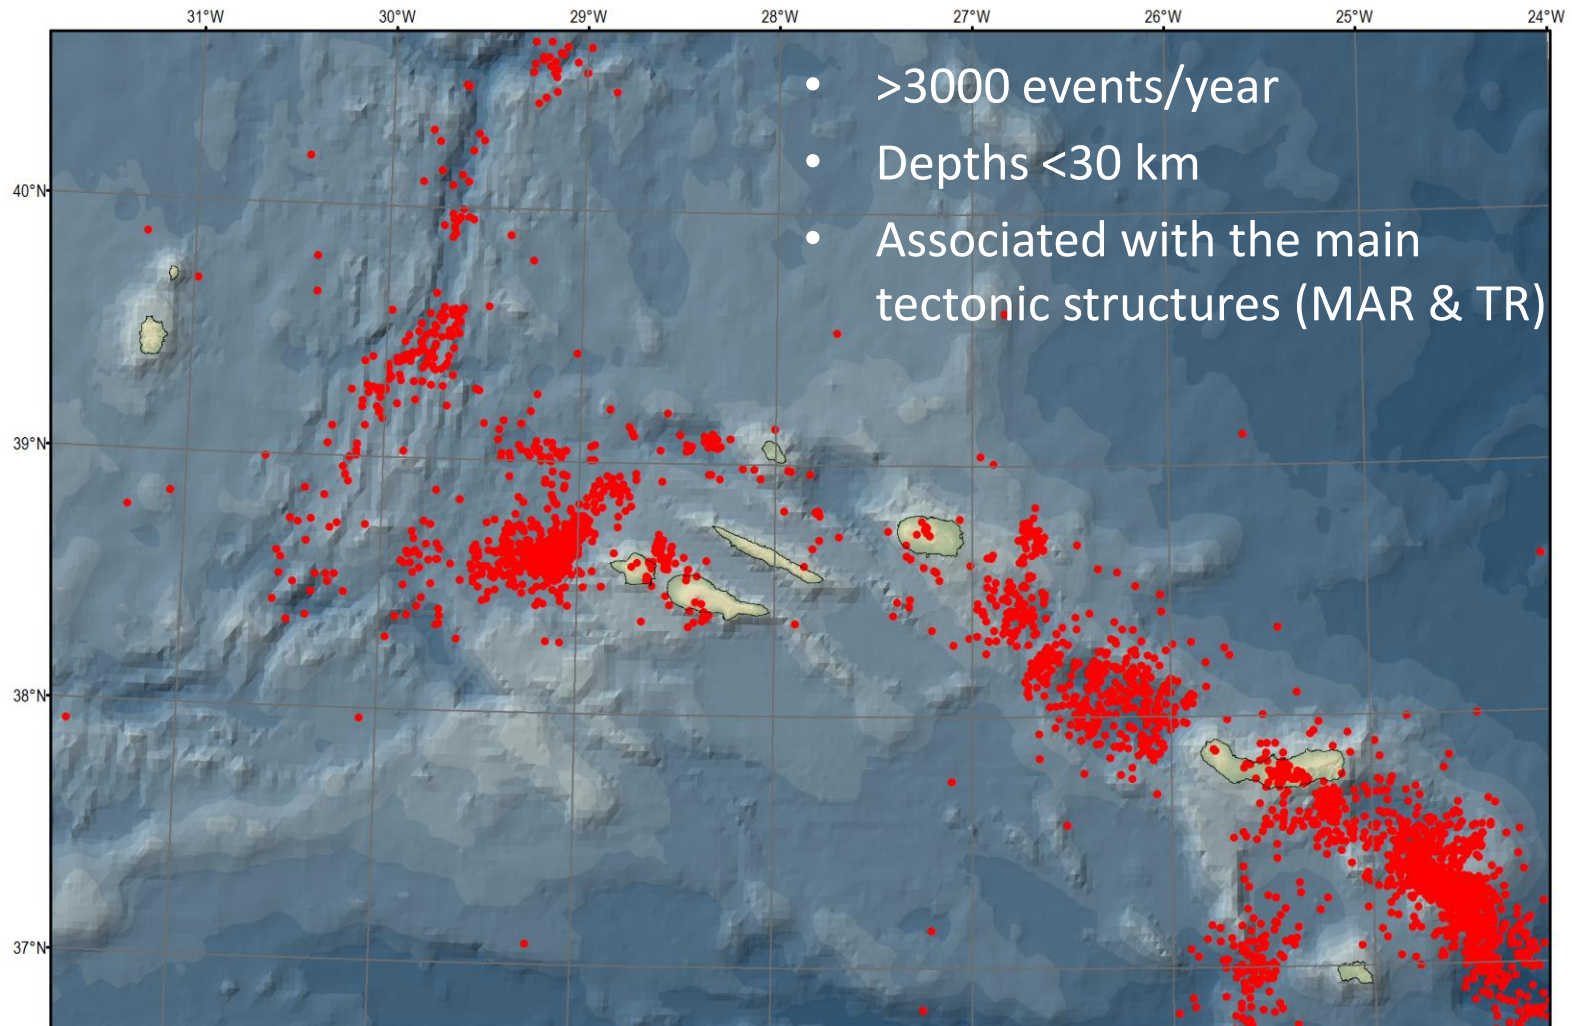 31°W 30°W 29°W 28°W 27°W 26°W 25°W 24°W
• >3000 events/year
• Depths <30 km
• Associated with the main
tectonic structures (MAR & TR)
40°N
39°N
38°N
37°N